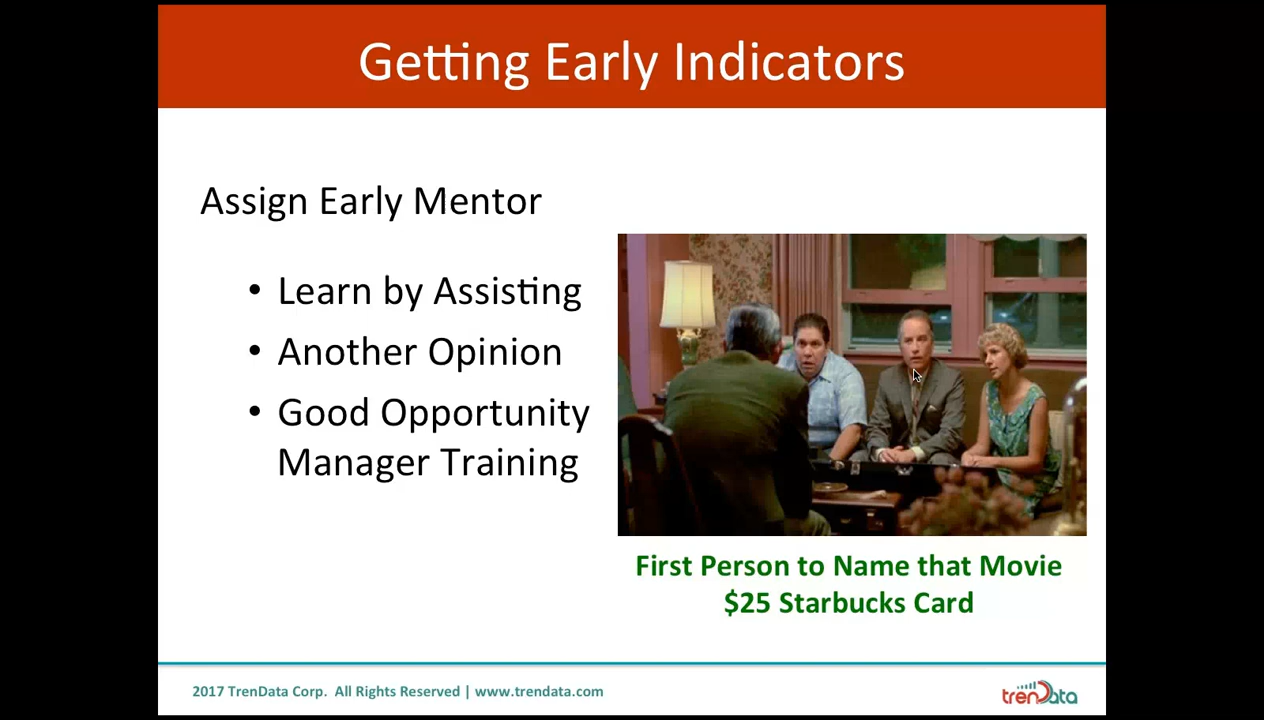 Getting Early Indicators
Assign Early Mentor
• Learn by Assisting
• Another Opinion
• Good Opportunity
Manager Training
First Person to Name that Movie
$25 Starbucks Card
2017 TrenData Corp. All Rights Reserved | www.trendata.com
trenData